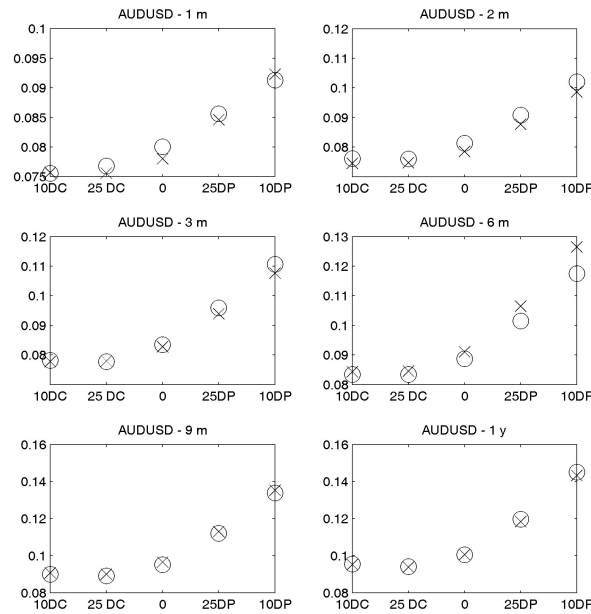 AUDUSD - 1 m
0.1
0.095
0.09
0.085
0.08
0.075
10DC 25 DC 0 25DP 10DP
AUDUSD - 2 m
0.12
0.11
0.1
0.09
0.08
0.07
10DC 25 DC 0 25DP 10DP
AUDUSD - 3 m
0.12
0.11
0.1
0.09
0.08
10DC 25 DC 0 25DP 10DP
AUDUSD - 6 m
0.13
0.12
0.11
0.1
0.09
0.08
10DC 25 DC 0 25DP 10DP
AUDUSD - 9 m
0.16
0.14
0.12
0.1
0.08
10DC 25 DC 0 25DP 10DP
AUDUSD - 1 y
0.16
0.14
0.12
0.1
0.08
10DC 25 DC 0 25DP 10DP